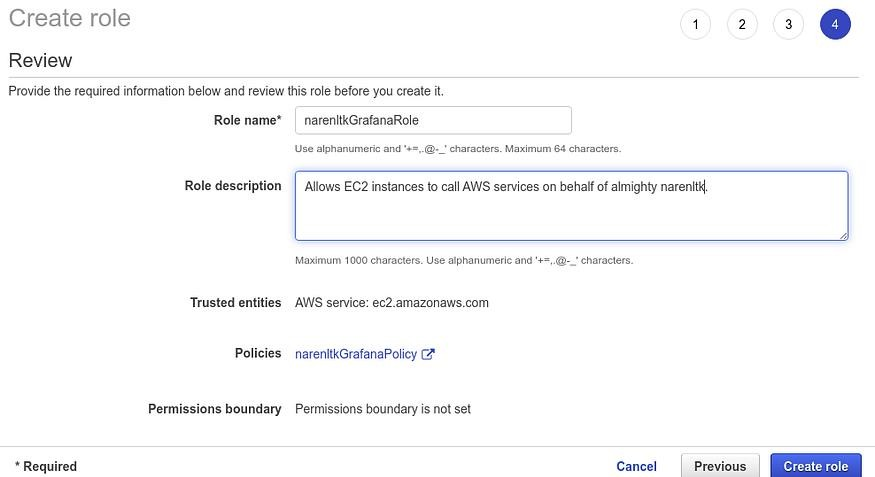 Create role
1 2 3 4
Review
Provide the required information below and review this role before you create it.
Role name* narenltkGrafanaRole
Use alphanumeric and '+=,.@-_' characters. Maximum 64 characters.
Role description Allows EC2 instances to call AWS services on behalf of almighty narenltk.
Maximum 1000 characters. Use alphanumeric and '+=,.@-_' characters.
Trusted entities AWS service: ec2.amazonaws.com
Policies narenltkGrafanaPolicy
Permissions boundary Permissions boundary is not set
* Required Cancel Previous Create role